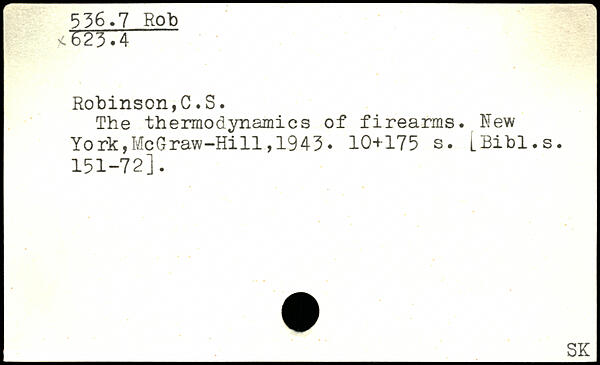 536.7 Rob
x623.4
Robinson,C.S.
The thermodynamics of firearms. New
York,McGraw-Hill,1943. 10+175 s. [Bibl.s.
151-72].
SK